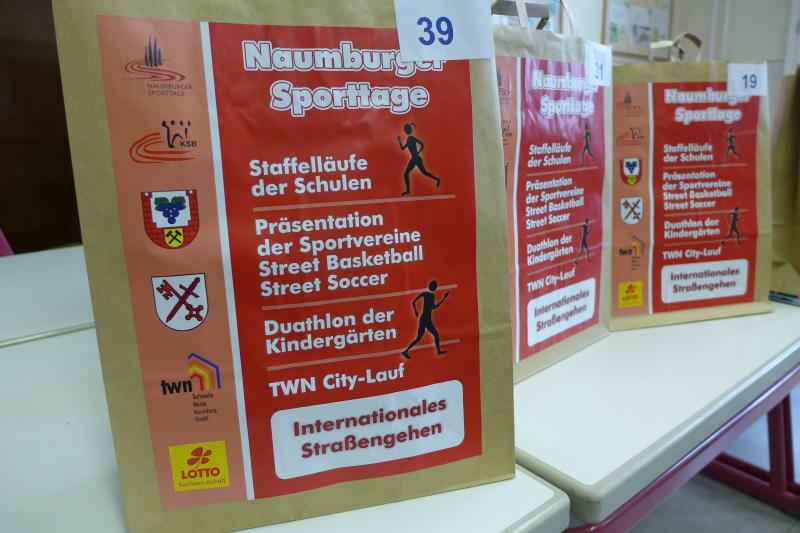 39
Naumburger
Sporttage
NAUMBURGER
SPORTTAGE
KSB
twn
Technische
Werke
Naumburg
GmbH
LOTTO
Sachsen-Anhalt
Staffelläufe
der Schulen
Präsentation
der Sportvereine
Street Basketball
Street Soccer
Duathlon der
Kindergärten
TWN City-Lauf
Internationales
Straßengehen
31
Naumburger
Sporttage
Staffelläufe
der Schulen
Präsentation
der Sportvereine
Street Basketball
Street Soccer
Duathlon der
Kindergärten
TWN City-Lauf
Internationales
Straßengehen
19
Naumburger
Sporttage
KSB
twn
LOTTO
Staffelläufe
der Schulen
Präsentation
der Sportvereine
Street Basketball
Street Soccer
Duathlon der
Kindergärten
TWN City-Lauf
Internationales
Straßengehen